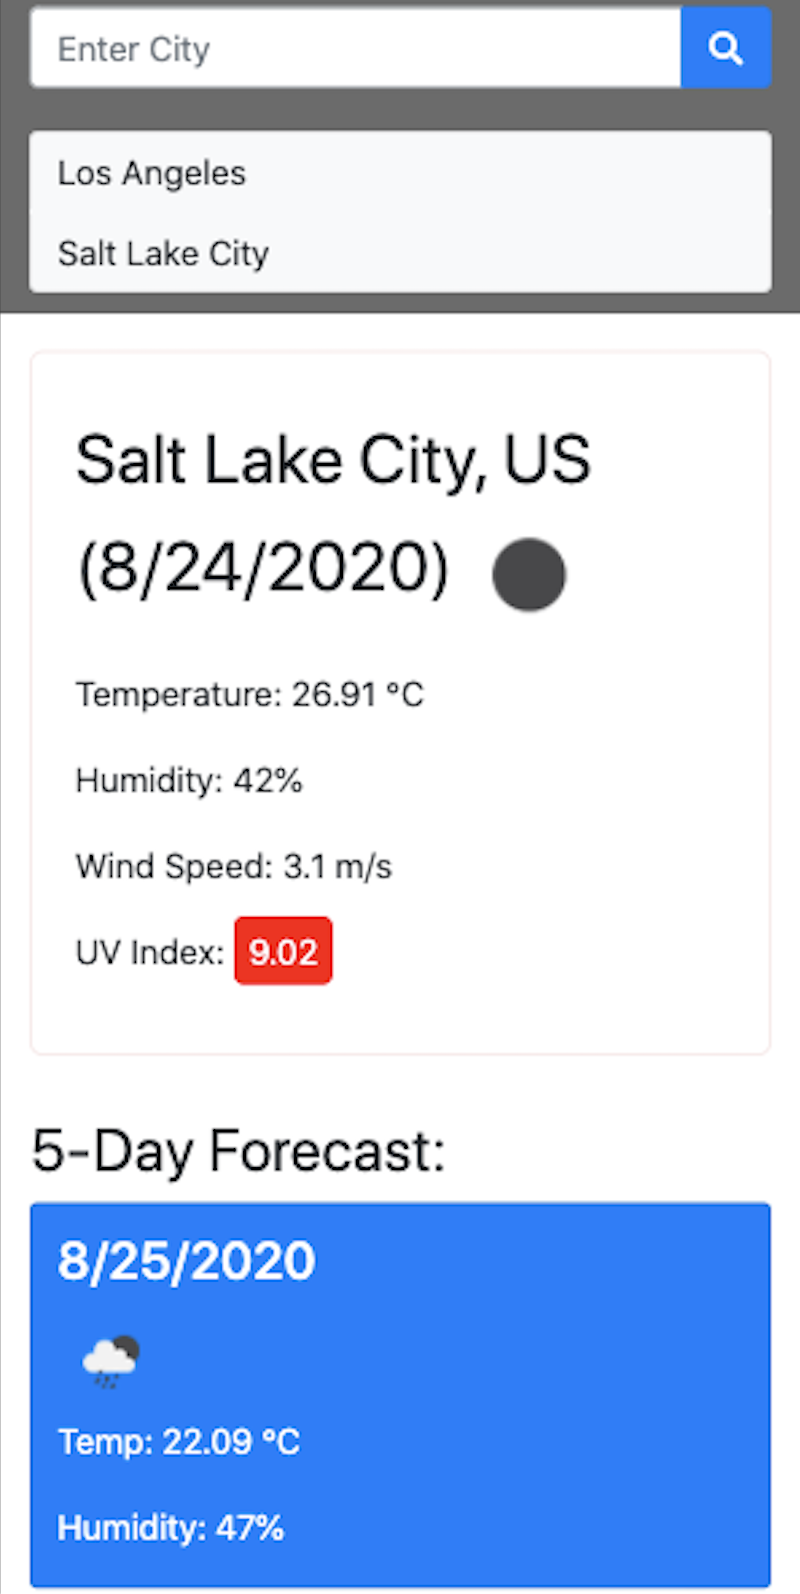 Enter City
Los Angeles
Salt Lake City
Salt Lake City, US
(8/24/2020)
Temperature: 26.91 °C
Humidity: 42%
Wind Speed: 3.1 m/s
UV Index: 9.02
5-Day Forecast:
8/25/2020
Temp: 22.09 °C
Humidity: 47%